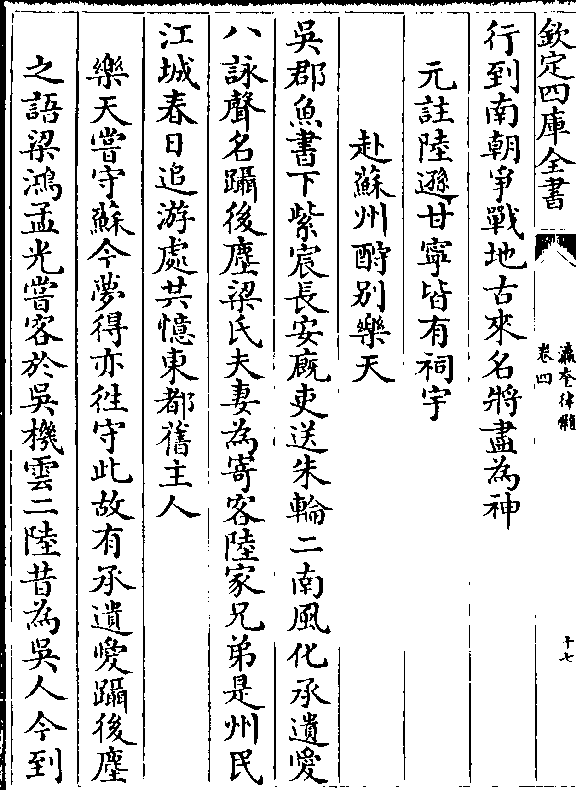 欽定四庫全書
瀛奎律髓
卷四
十七
行到南朝爭戰地古來名將盡為神
元註陸遜甘寧皆有祠宇
赴蘇州酧别樂天
吳郡魚書下紫宸長安廐吏送朱輪二南風化承遺愛
八詠聲名躡後塵梁氏夫妻為寄客陸家兄弟是州民
江城春日追游處共憶東都舊主人
樂天嘗守蘇今夢得亦往守此故有承遺愛躡後塵
之語梁鴻孟光嘗客於吳機雲二陸昔為吳人今到